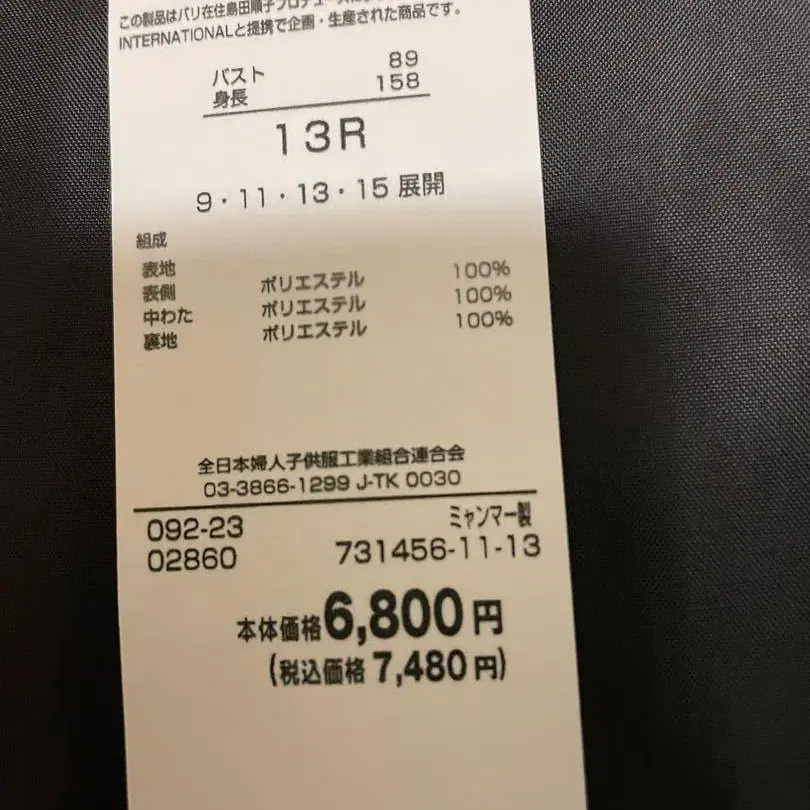 この製品はパリ在住島田順子プロデュース
INTERNATIONALと提携で企画・生産された商品です。
バスト 89
身長 158
13R
9・11・13・15 展開
組成
表地
表側 ポリエステル 100%
中わた ポリエステル 100%
裏地 ポリエステル 100%
全日本婦人子供服工業組合連合会
03-3866-1299 J-TK 0030
092-23 ミャンマー製
02860 731456-11-13
本体価格6,800円
(税込価格 7,480円)